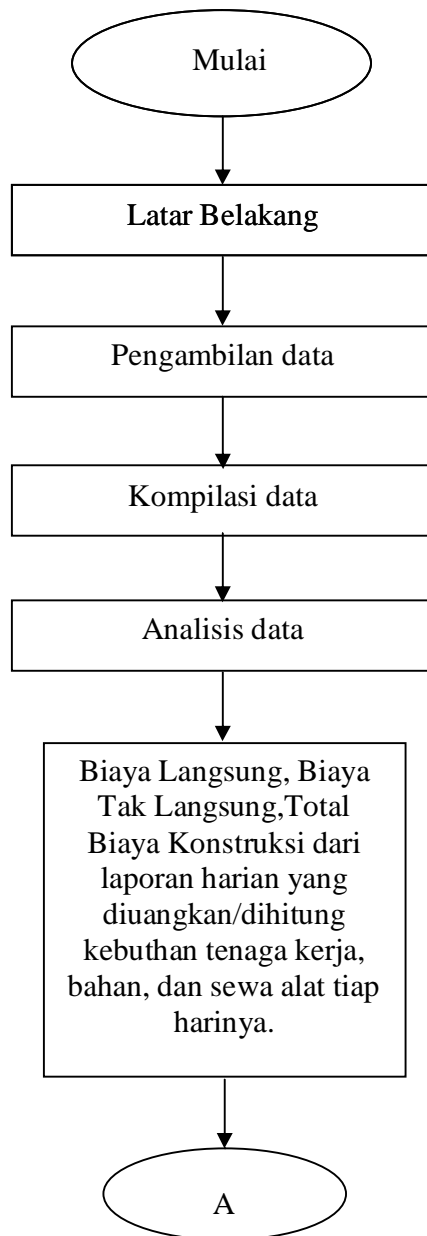 Mulai
Latar Belakang
Pengambilan data
Kompilasi data
Analisis data
Biaya Langsung, Biaya
Tak Langsung,Total
Biaya Konstruksi dari
laporan harian yang
diuangkan/dihitung
kebuthan tenaga kerja,
bahan, dan sewa alat tiap
harinya.
A